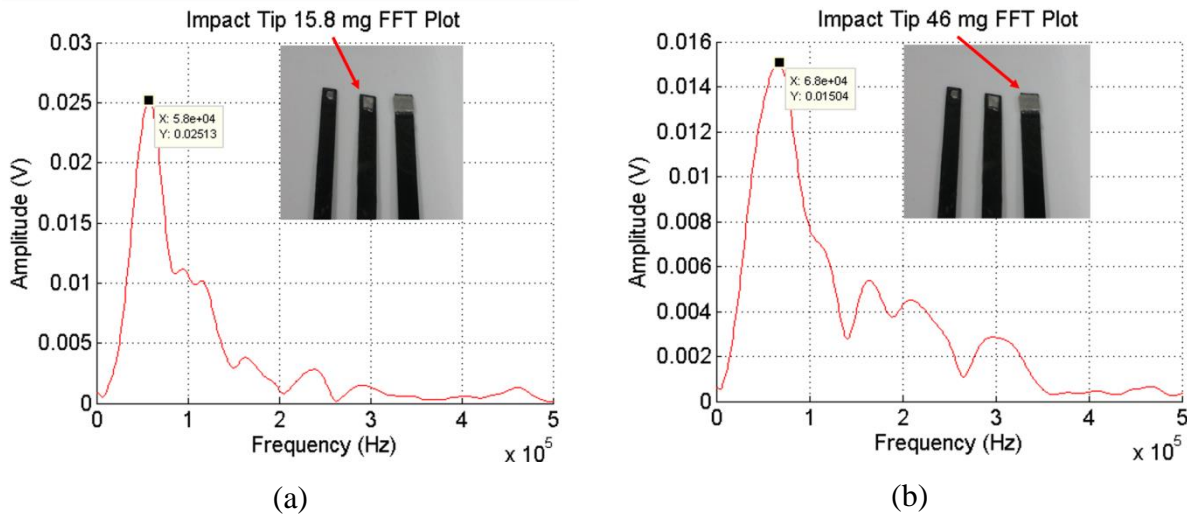 Impact Tip 15.8 mg FFT Plot
0.03
0.025
0.02
0.015
0.01
0.005
0
Amplitude (V)
X: 5.8e+04
Y: 0.02513
0 1 2 3 4 5
Frequency (Hz)
x 10^5
(a)
Impact Tip 46 mg FFT Plot
0.016
0.014
0.012
0.01
0.008
0.006
0.004
0.002
0
Amplitude (V)
X: 6.8e+04
Y: 0.01504
0 1 2 3 4 5
Frequency (Hz)
x 10^5
(b)